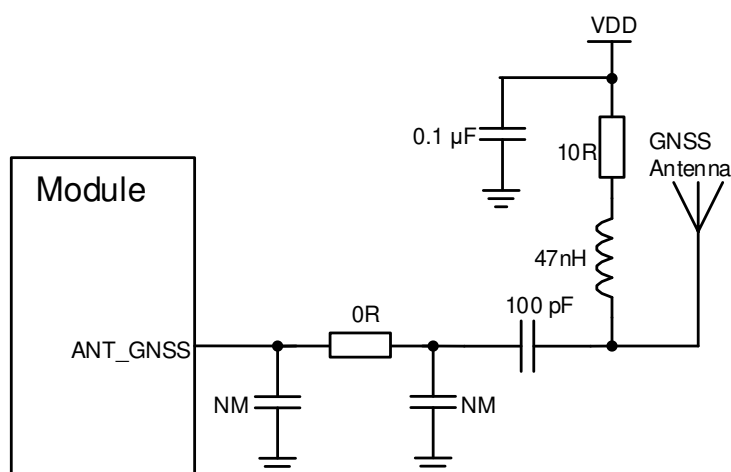 VDD
0.1 µF
10R
GNSS
Antenna
Module
47nH
100 pF
0R
ANT_GNSS
NM
NM